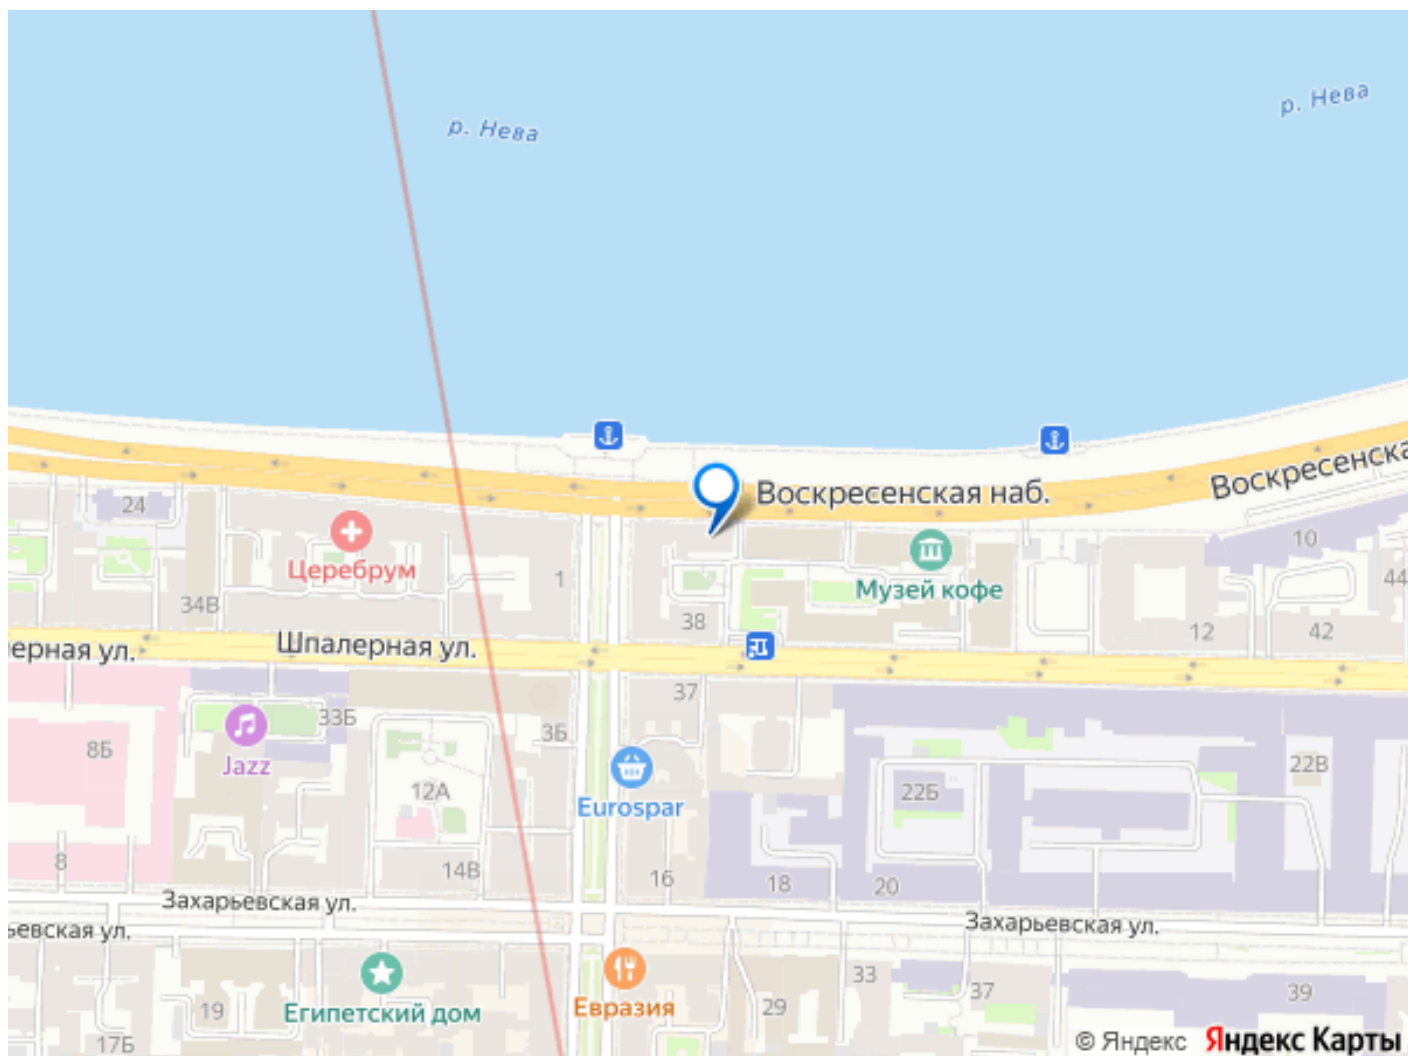 р. Нева
р. Нева
Воскресенская наб.
Воскресенска
24
Церебрум
1
34В
Музей кофе
10
44
38
12
42
Шпалерная ул.
ерная ул.
37
33Б
3Б
8Б
Jazz
12А
Eurospar
22Б
22В
8
14В
16
18
20
Захарьевская ул.
ьевская ул.
Захарьевская ул.
19
Египетский дом
Евразия
29
33
37
39
17Б
© Яндекс Яндекс Карты